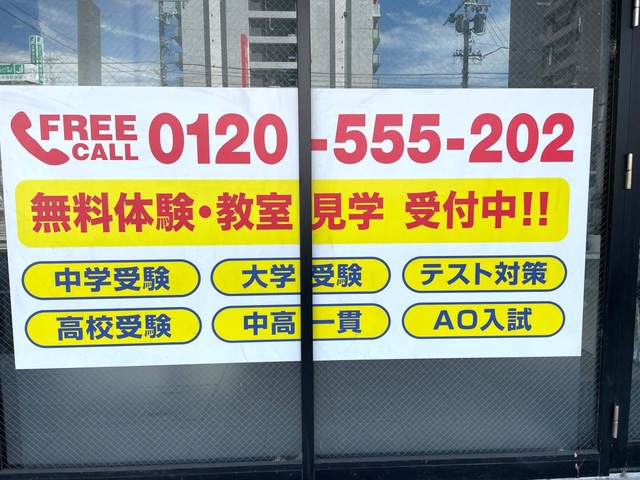 FREE CALL 0120-555-202
無料体験・教室見学 受付中!!
中学受験 大学受験 テスト対策
高校受験 中高一貫 AO入試